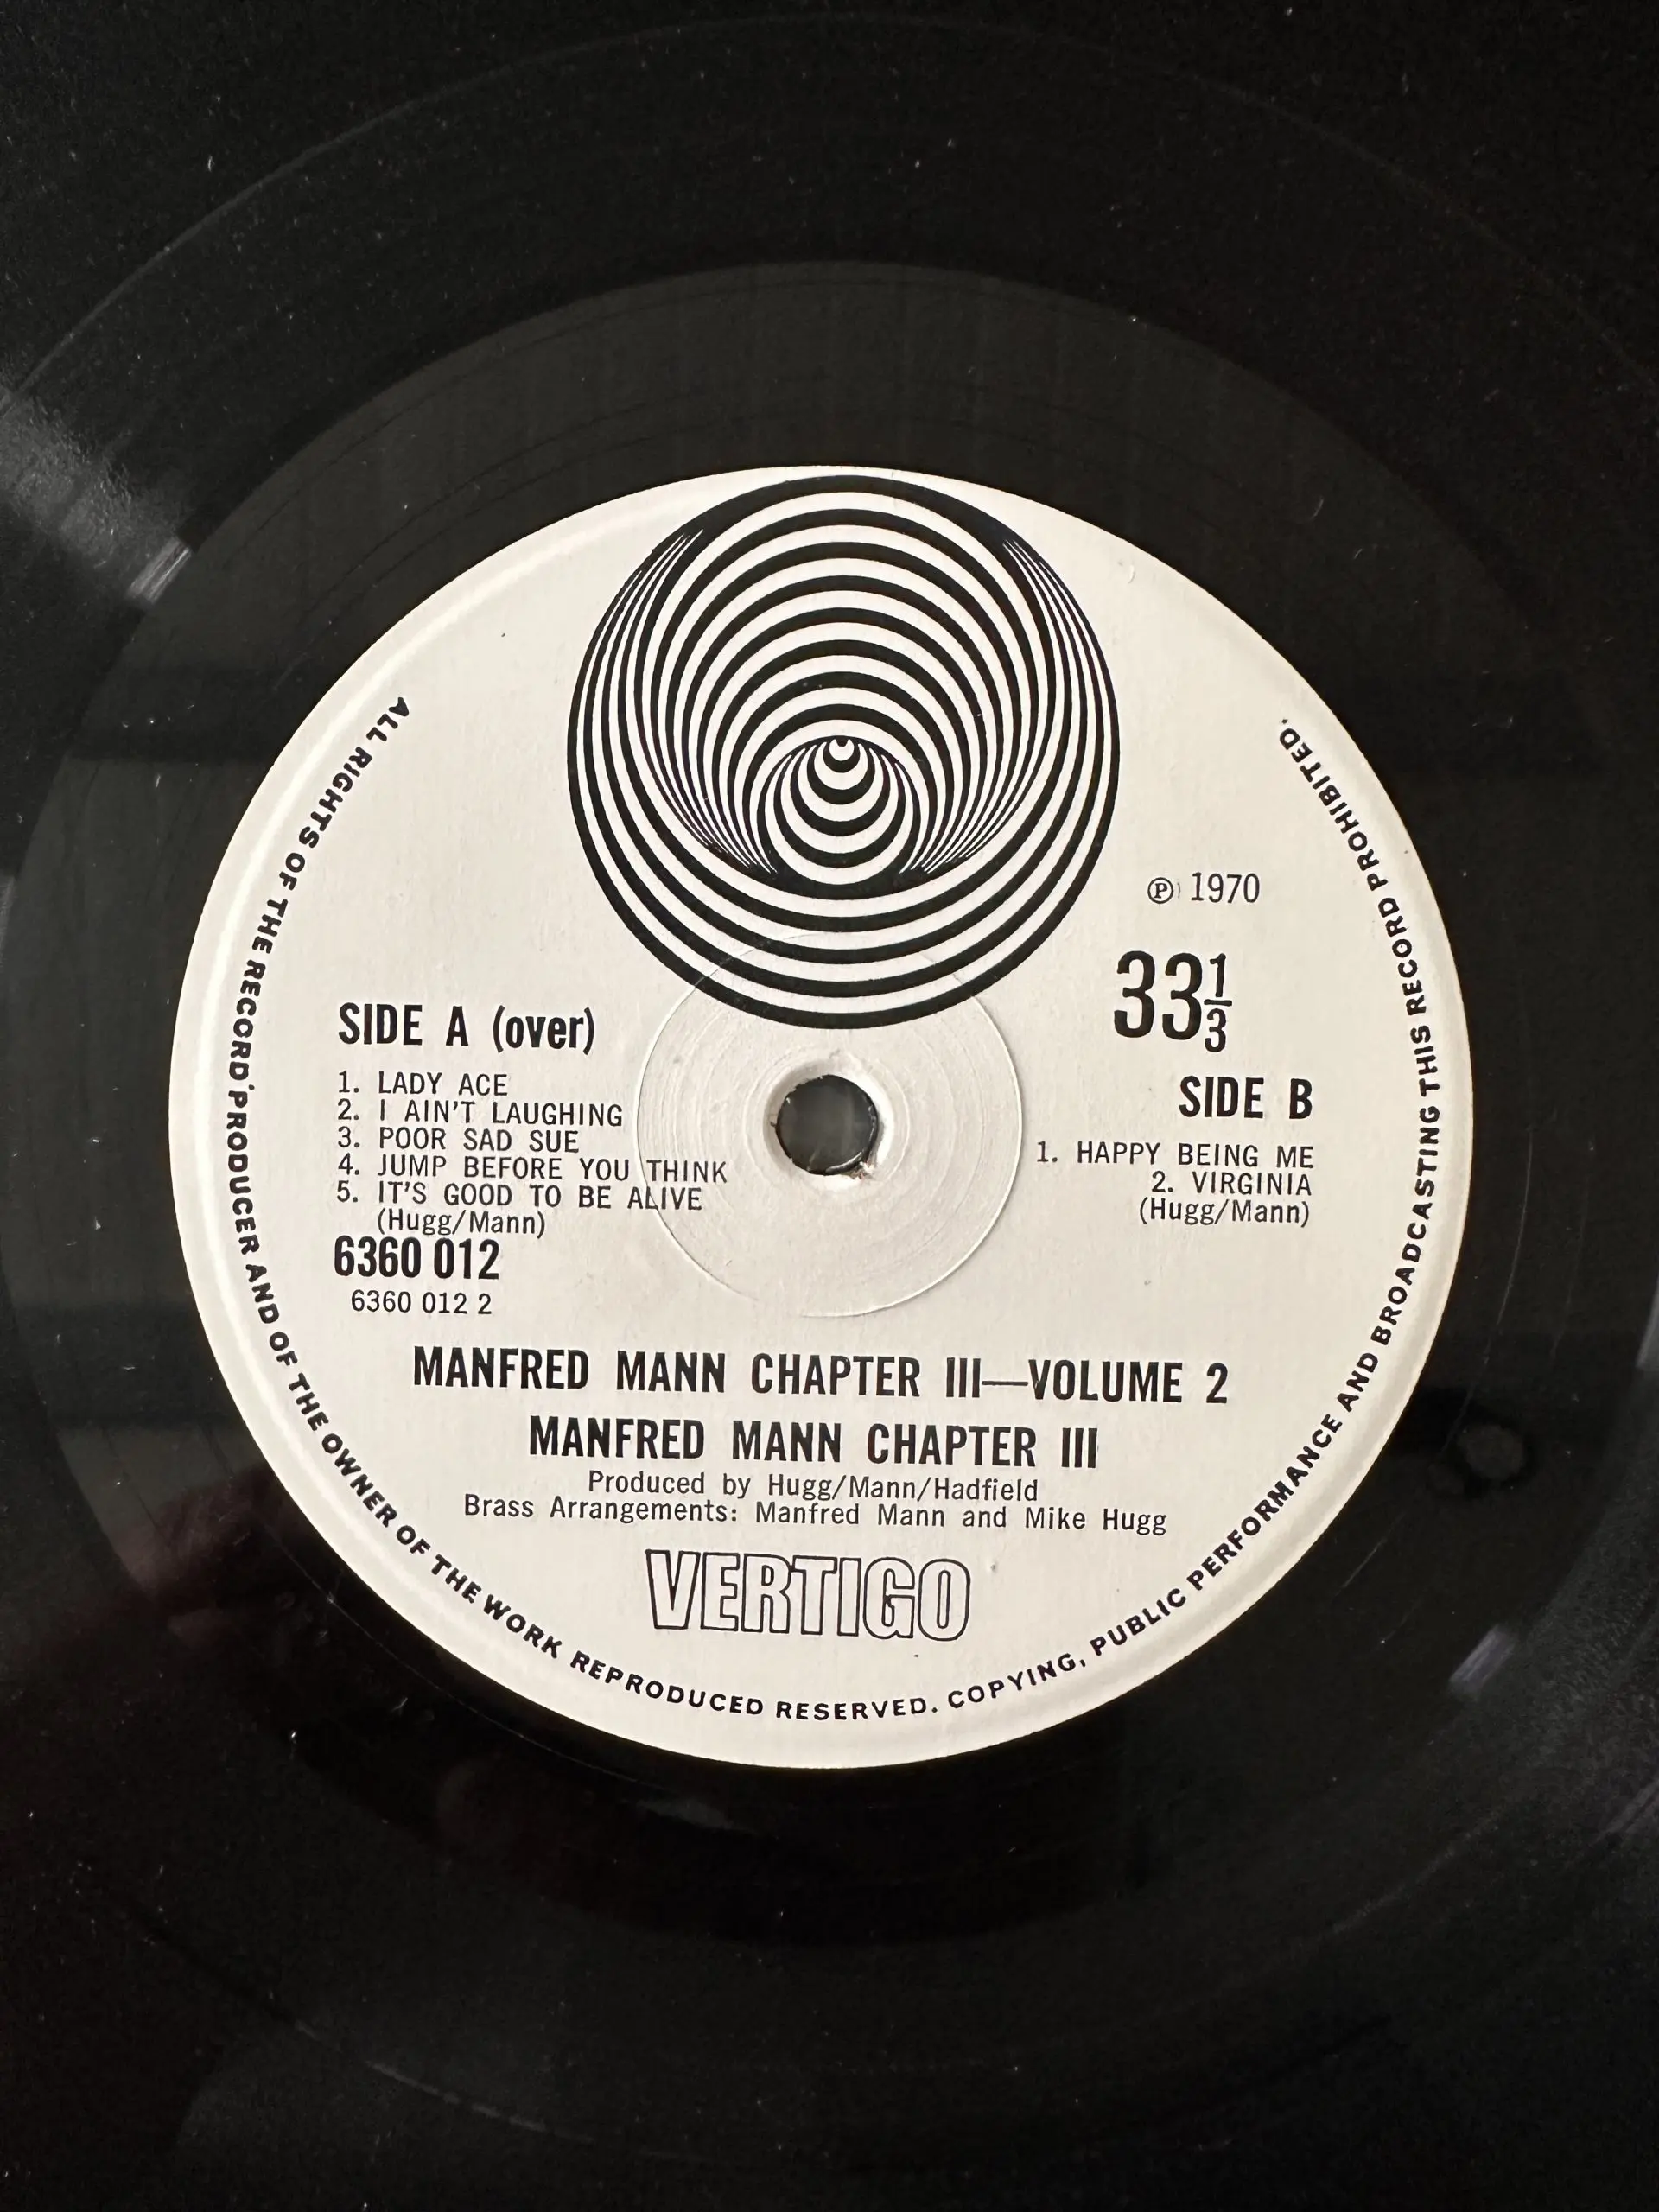 ALL RIGHTS OF THE RECORD PRODUCER AND OF THE OWNER OF THE WORK REPRODUCED RESERVED. COPYING, PUBLIC PERFORMANCE AND BROADCASTING THIS RECORD PROHIBITED.
℗ 1970
33⅓
SIDE A (over)
1. LADY ACE
2. I AIN'T LAUGHING
3. POOR SAD SUE
4. JUMP BEFORE YOU THINK
5. IT'S GOOD TO BE ALIVE
(Hugg/Mann)
6360 012
6360 012 2
SIDE B
1. HAPPY BEING ME
2. VIRGINIA
(Hugg/Mann)
MANFRED MANN CHAPTER III—VOLUME 2
MANFRED MANN CHAPTER III
Produced by Hugg/Mann/Hadfield
Brass Arrangements: Manfred Mann and Mike Hugg
VERTIGO